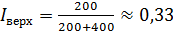 I_верх = 200/(200+400) ≈ 0,33